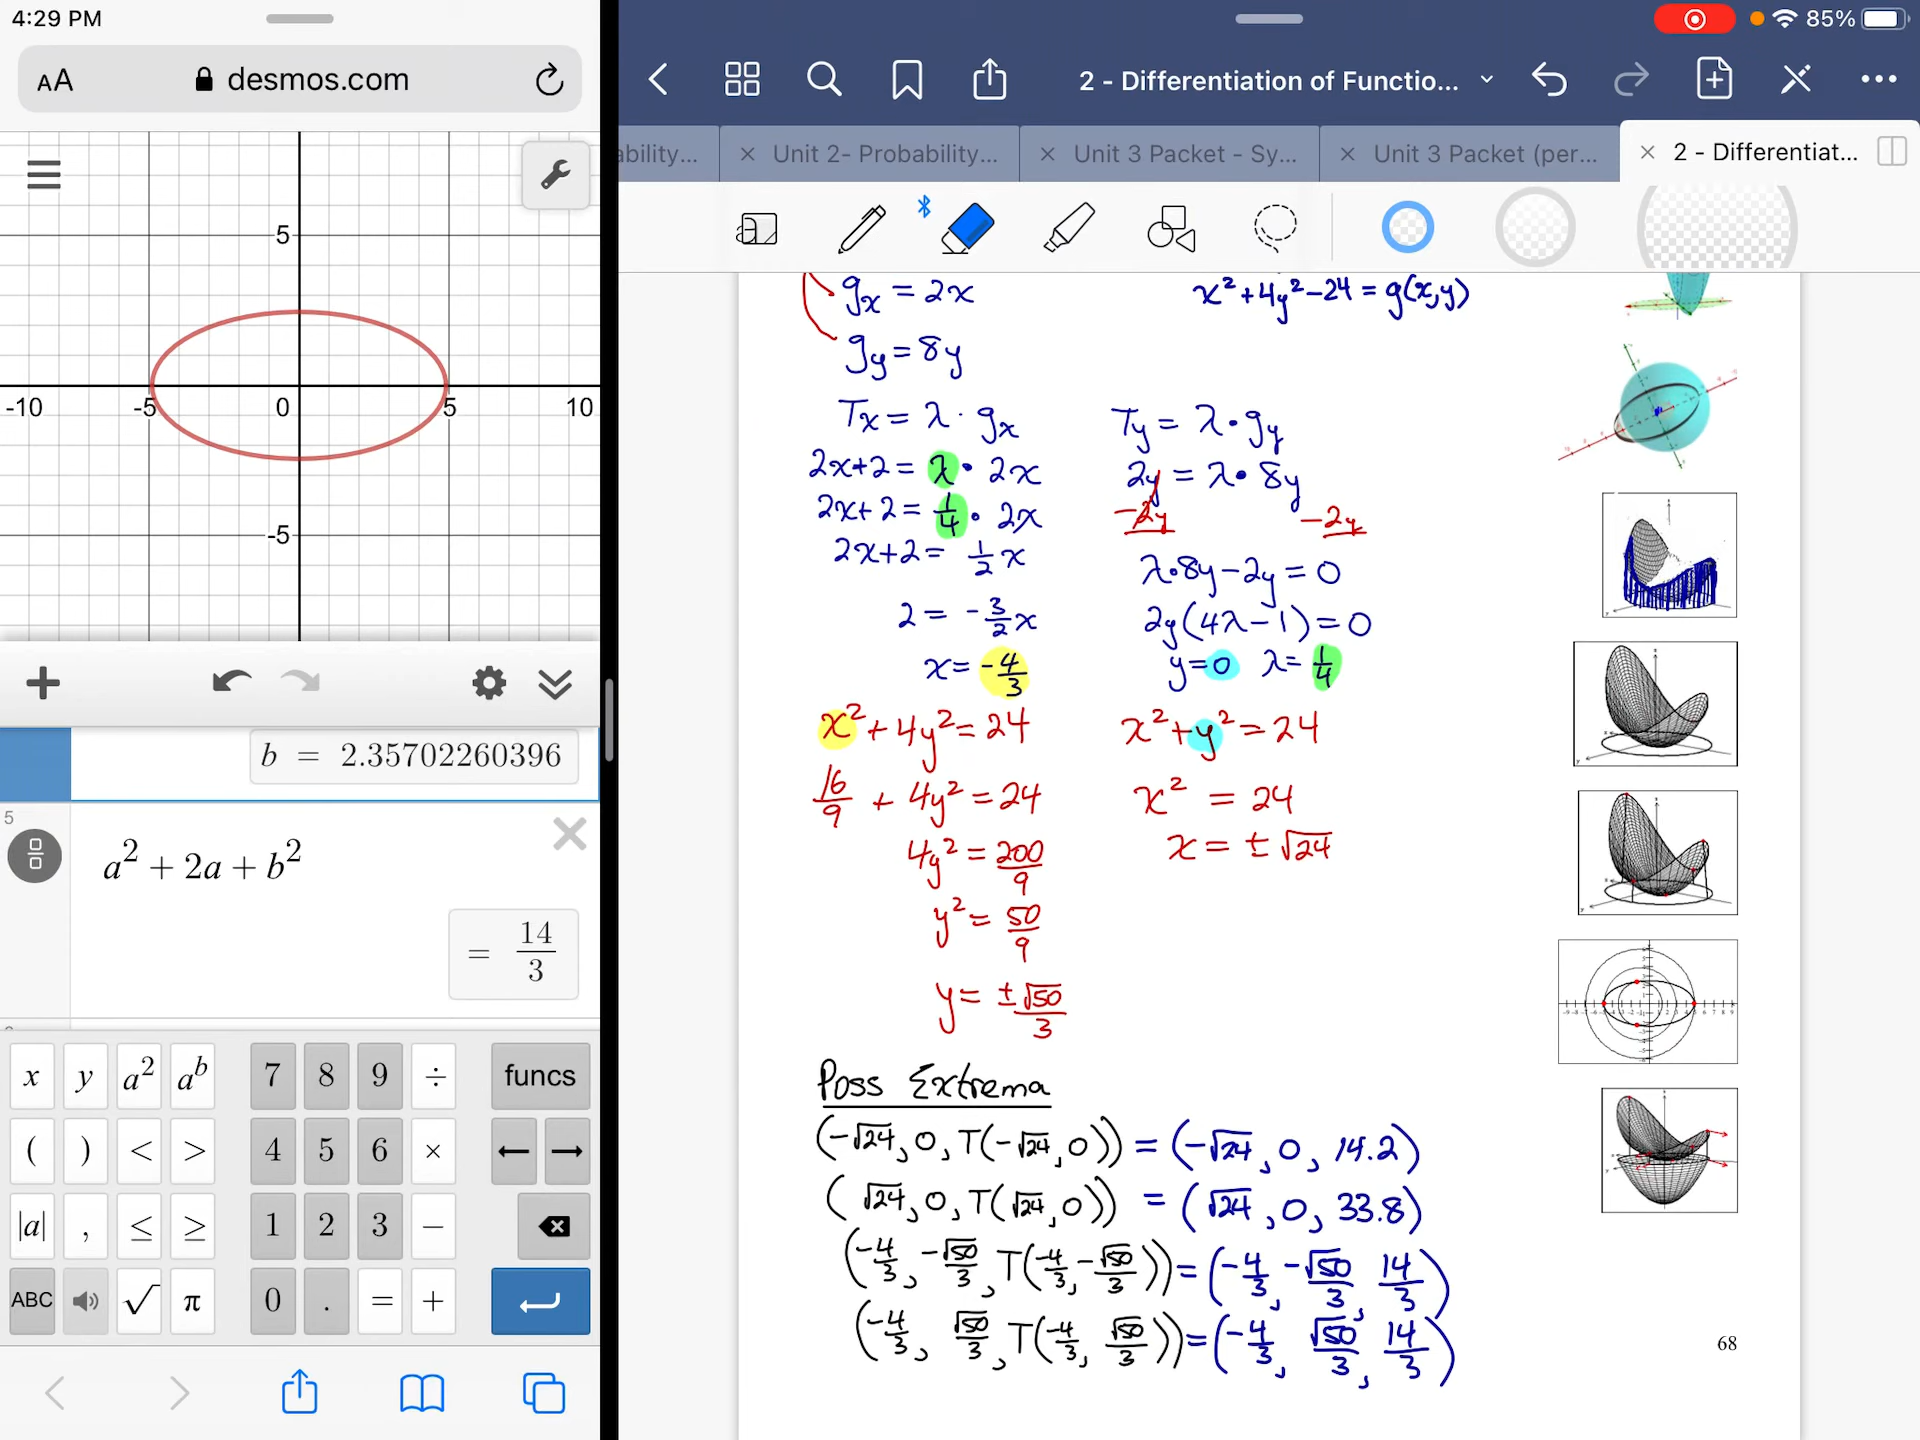 4:29 PM
85%
AA desmos.com
5
-10 -5 0 5 10
-5
b = 2.35702260396
5
a² + 2a + b²
= 14/3
x y a² a^b 7 8 9 ÷ funcs
( ) < > 4 5 6 × ← →
|a| , ≤ ≥ 1 2 3 −
ABC √ π 0 . = +
2 - Differentiation of Functio...
ability... × Unit 2- Probability... × Unit 3 Packet - Sy... × Unit 3 Packet (per... × 2 - Differentiat...
gx = 2x
x² + 4y² − 24 = g(x,y)
gy = 8y
Tx = λ · gx
2x+2 = λ · 2x
2x+2 = 1/4 · 2x
2x+2 = 1/2 x
2 = −3/2 x
x = −4/3
x² + 4y² = 24
16/9 + 4y² = 24
4y² = 200/9
y² = 50/9
y = ±√50/3
Ty = λ · gy
2y = λ · 8y
−2y −2y
λ·8y − 2y = 0
2y(4λ − 1) = 0
y = 0 λ = 1/4
x² + y² = 24
x² = 24
x = ±√24
Poss Extrema
(−√24, 0, T(−√24, 0)) = (−√24, 0, 14.2)
(√24, 0, T(√24, 0)) = (√24, 0, 33.8)
(−4/3, −√50/3, T(−4/3, −√50/3)) = (−4/3, −√50/3, 14/3)
(−4/3, √50/3, T(−4/3, √50/3)) = (−4/3, √50/3, 14/3)
68